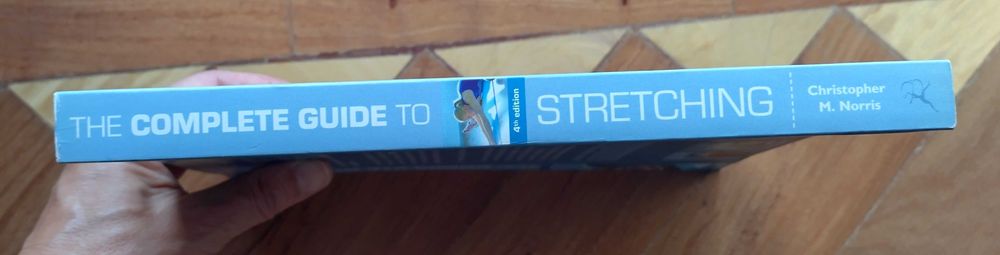 THE COMPLETE GUIDE TO
4th edition
STRETCHING
Christopher
M. Norris